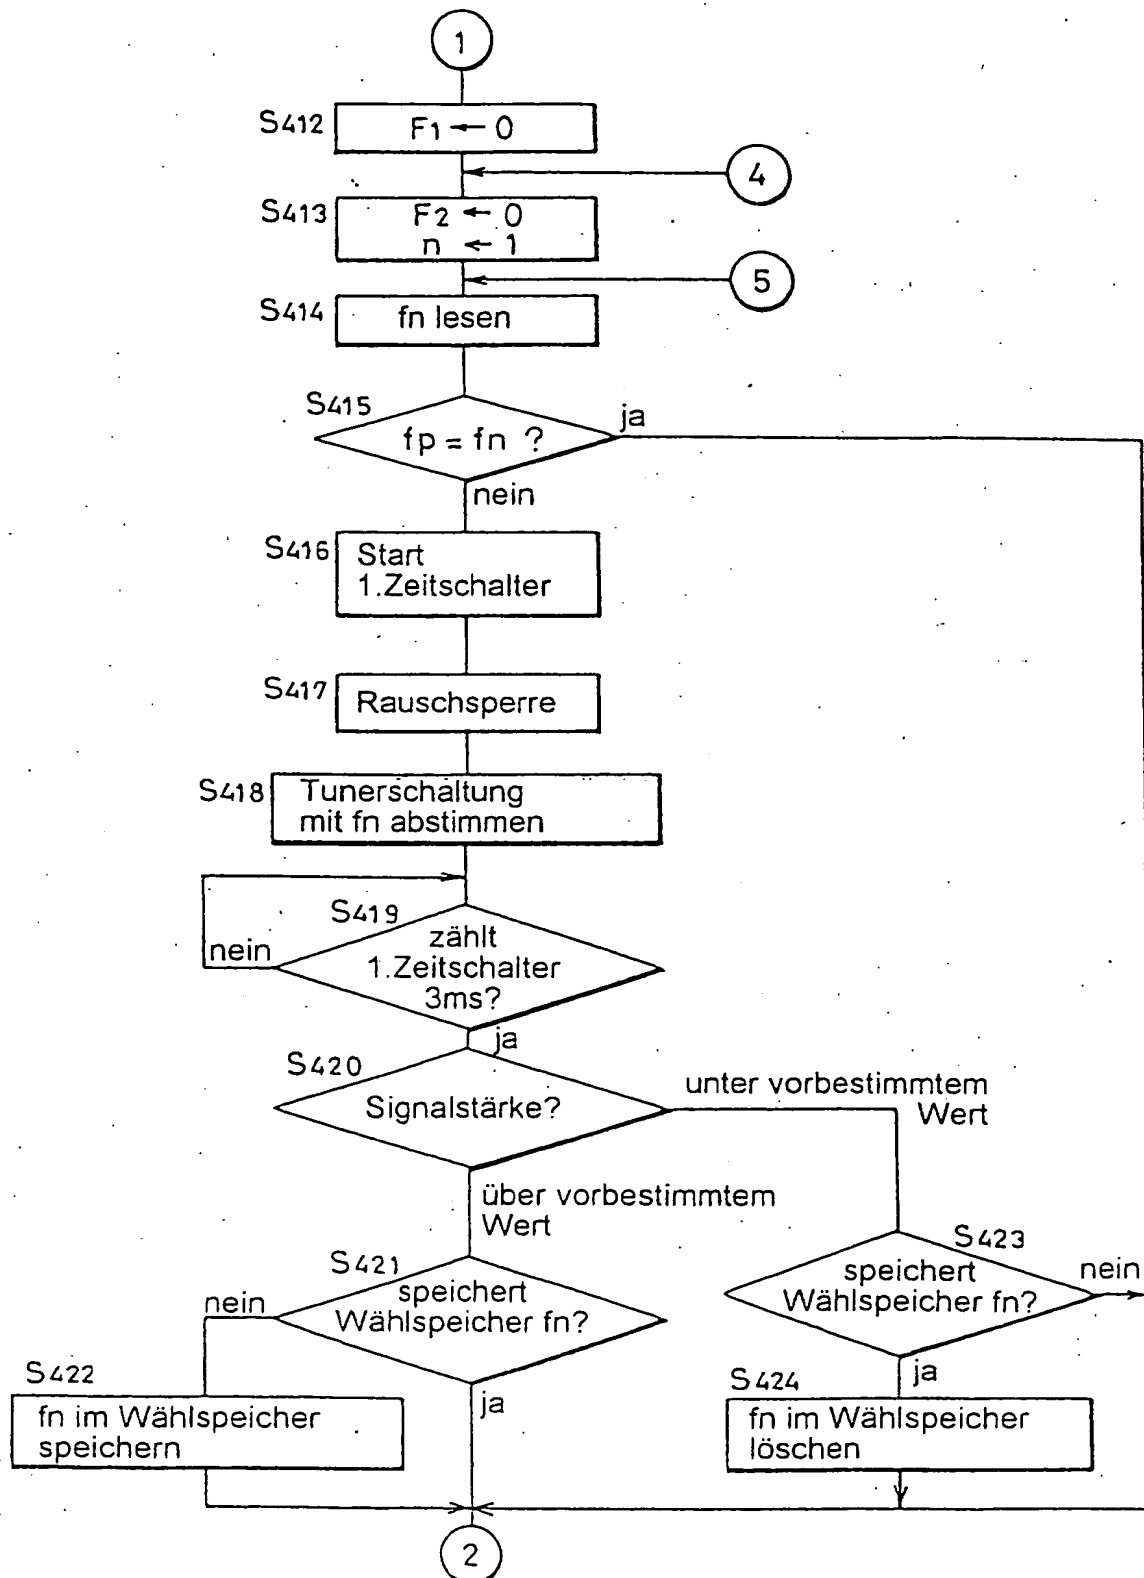 1
S412
F1 ← 0
4
S413
F2 ← 0
n ← 1
5
S414
fn lesen
S415
fp = fn ?
ja
nein
S416
Start
1.Zeitschalter
S417
Rauschsperre
S418
Tunerschaltung
mit fn abstimmen
S419
zählt
1.Zeitschalter
3ms?
nein
ja
S420
Signalstärke?
unter vorbestimmtem
Wert
über vorbestimmtem
Wert
S421
speichert
Wählspeicher fn?
nein
ja
S423
speichert
Wählspeicher fn?
nein
ja
S422
fn im Wählspeicher
speichern
S424
fn im Wählspeicher
löschen
2